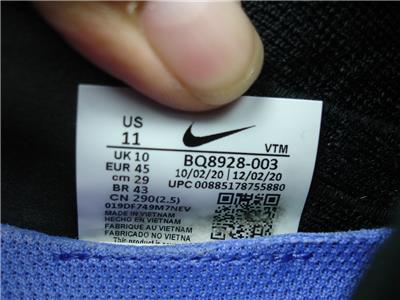 US
11
VTM
UK 10
EUR 45
cm 29
BR 43
CN 290(2.5)
BQ8928-003
10/02/20 12/02/20
UPC 00885178755880
019DF749M7NEV
MADE IN VIETNAM
HECHO EN VIETNAM
FABRIQUE AU VIETNAM
FABRICADO NO VIETNA